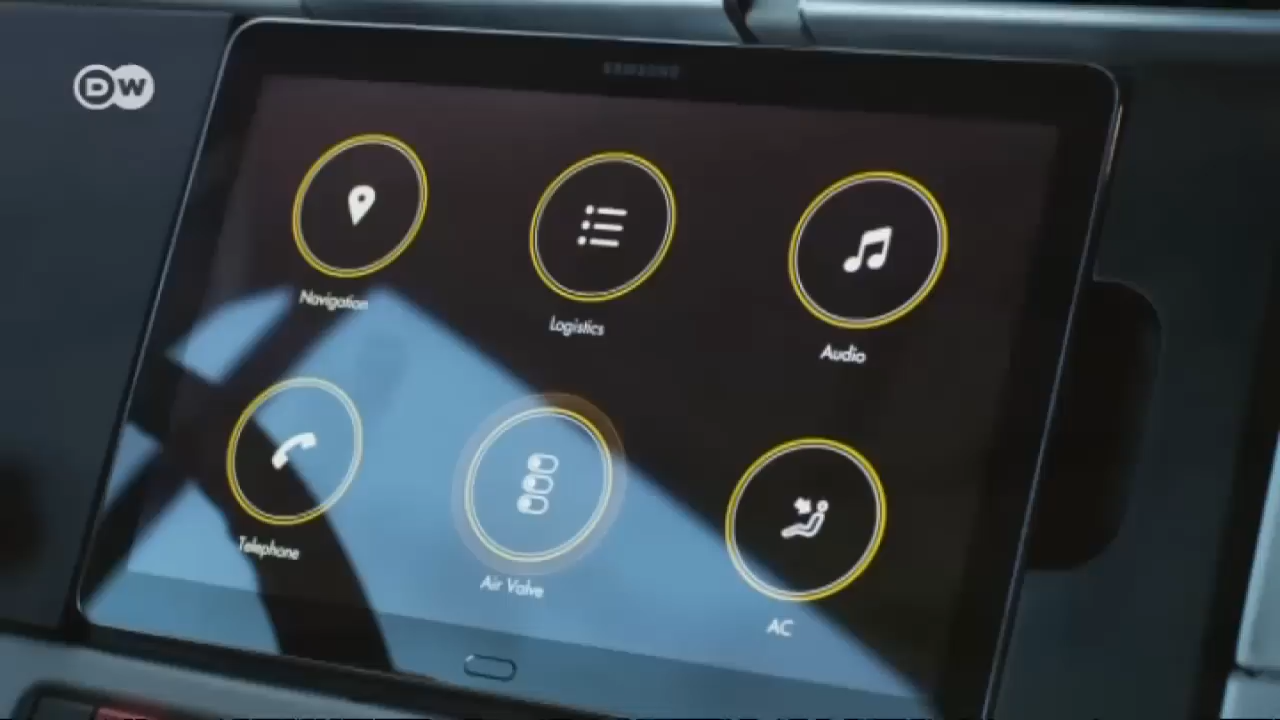 DW
SAMSUNG
Navigation
Logistics
Audio
Telephone
Air Valve
AC